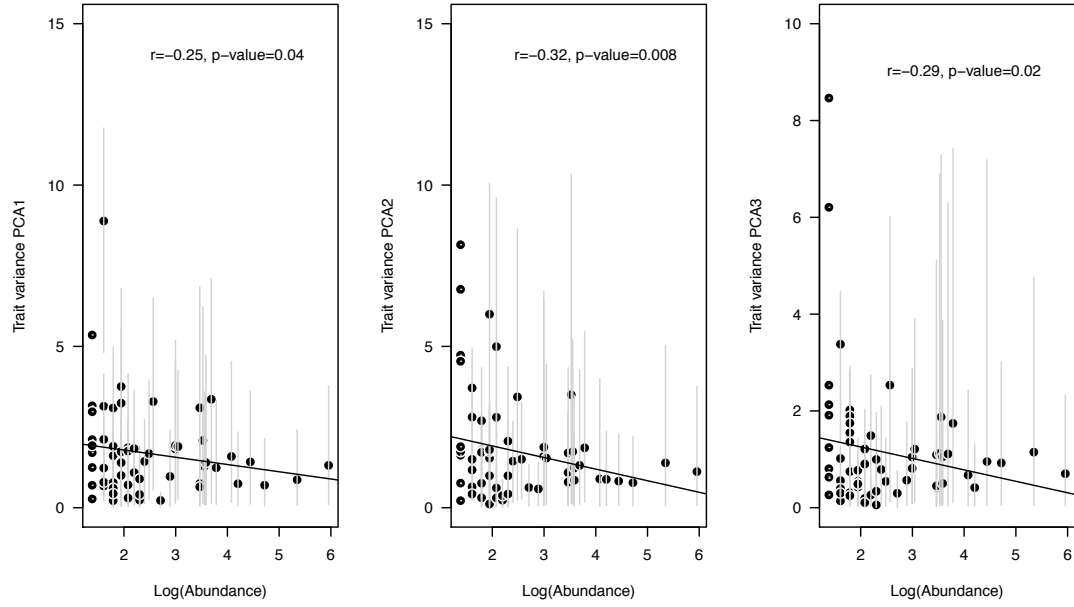 15
10
5
0
r=−0.25, p−value=0.04
Trait variance PCA1
2 3 4 5 6
Log(Abundance)
15
10
5
0
r=−0.32, p−value=0.008
Trait variance PCA2
2 3 4 5 6
Log(Abundance)
10
8
6
4
2
0
r=−0.29, p−value=0.02
Trait variance PCA3
2 3 4 5 6
Log(Abundance)